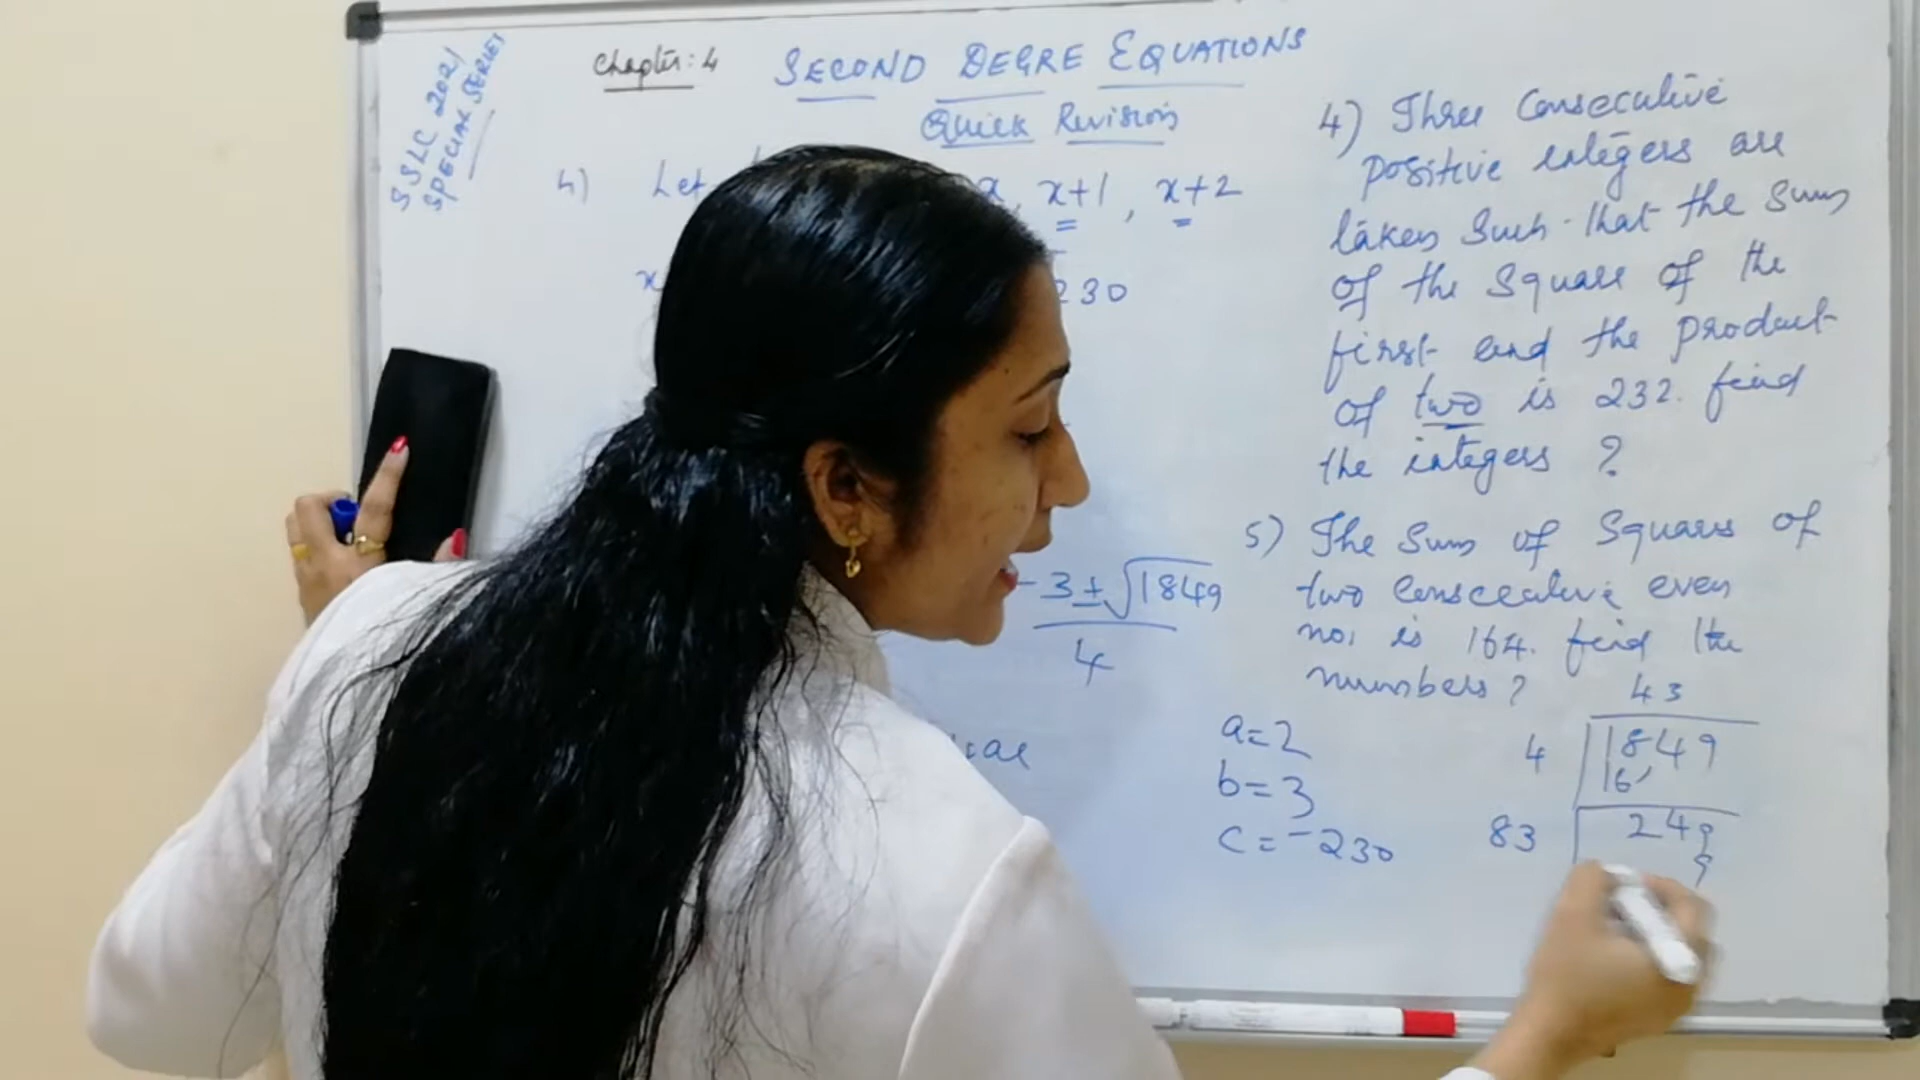 SSLC 2021
SPECIAL SERIES
Chapter: 4
SECOND DEGRE EQUATIONS
Quick Revision
4) Let
x, x+1, x+2
x
230
-3±√1849
4
a=2
b=3
c=-230
4) Three Consecutive
positive integers are
taken Such that the Sum
of the Square of the
first and the product
of two is 232. find
the integers ?
5) The Sum of Squares of
two consecutive even
no. is 164. find the
numbers ?
43
4 1849
16
83 249
9